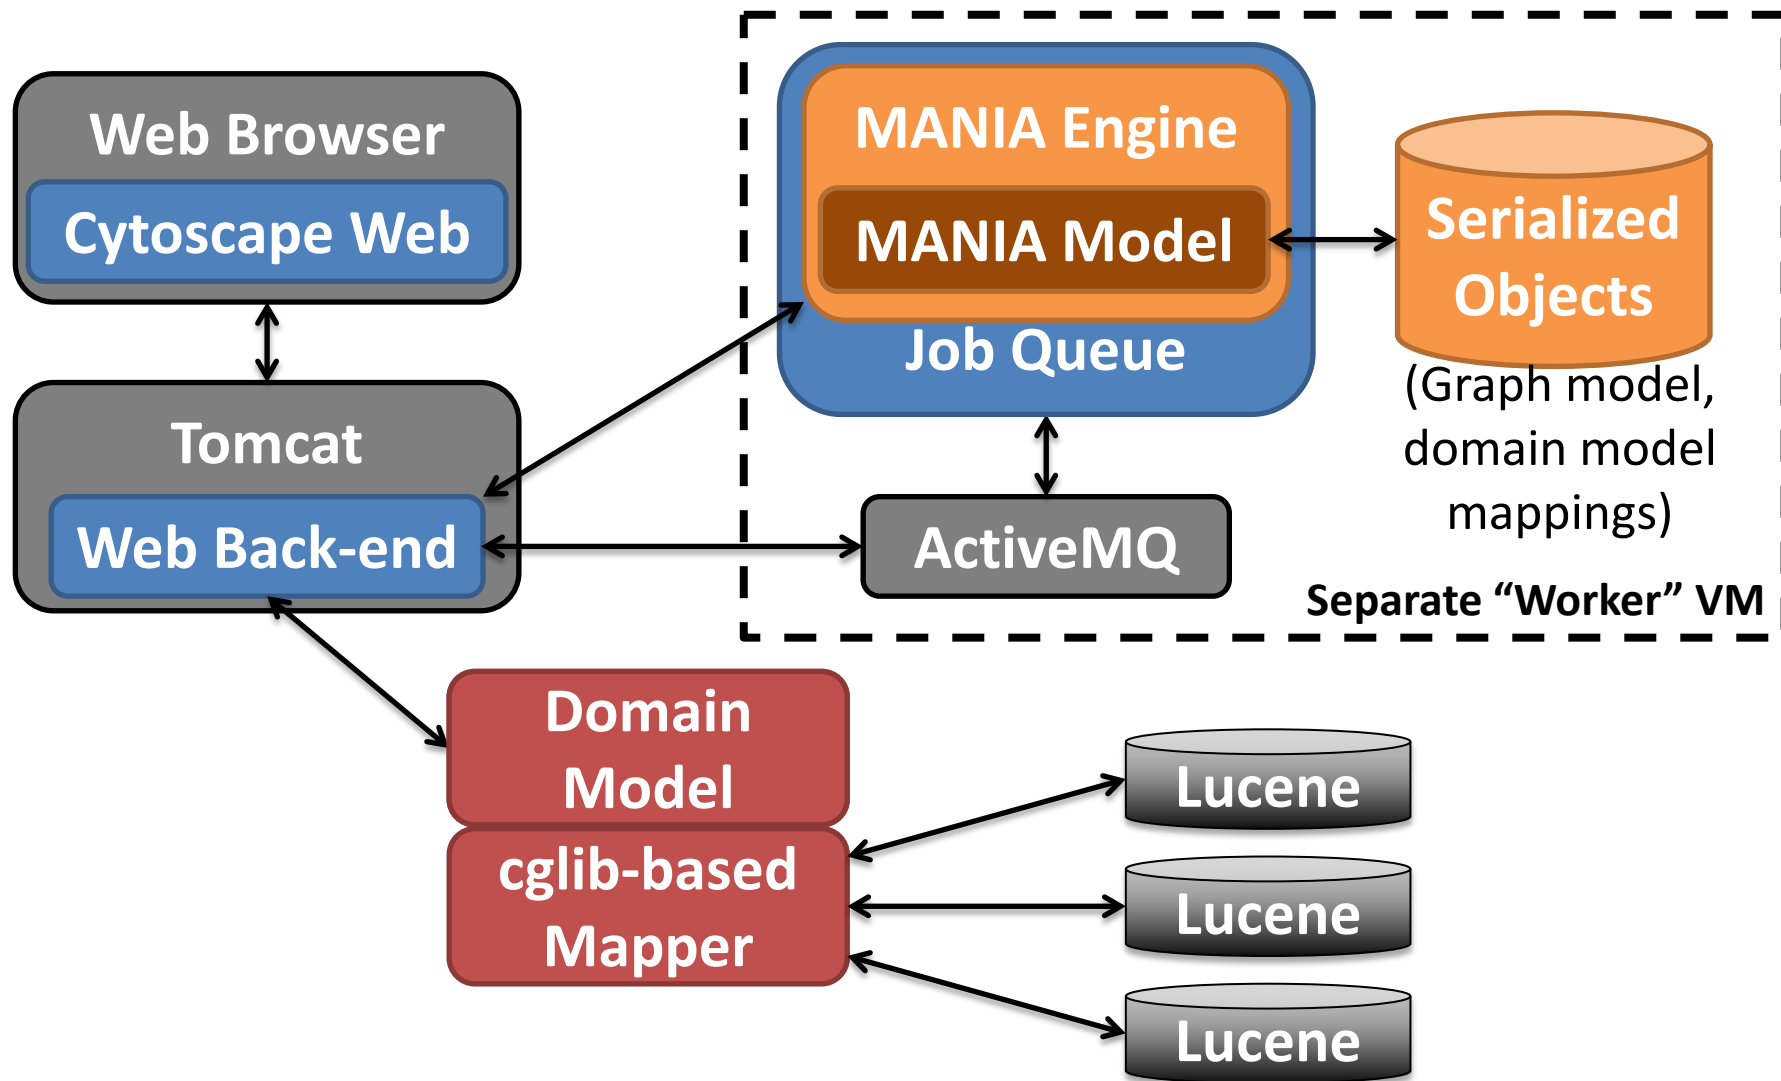 Web Browser
Cytoscape Web
Tomcat
Web Back-end
MANIA Engine
MANIA Model
Job Queue
ActiveMQ
Serialized
Objects
(Graph model,
domain model
mappings)
Separate “Worker” VM
Domain
Model
cglib-based
Mapper
Lucene
Lucene
Lucene